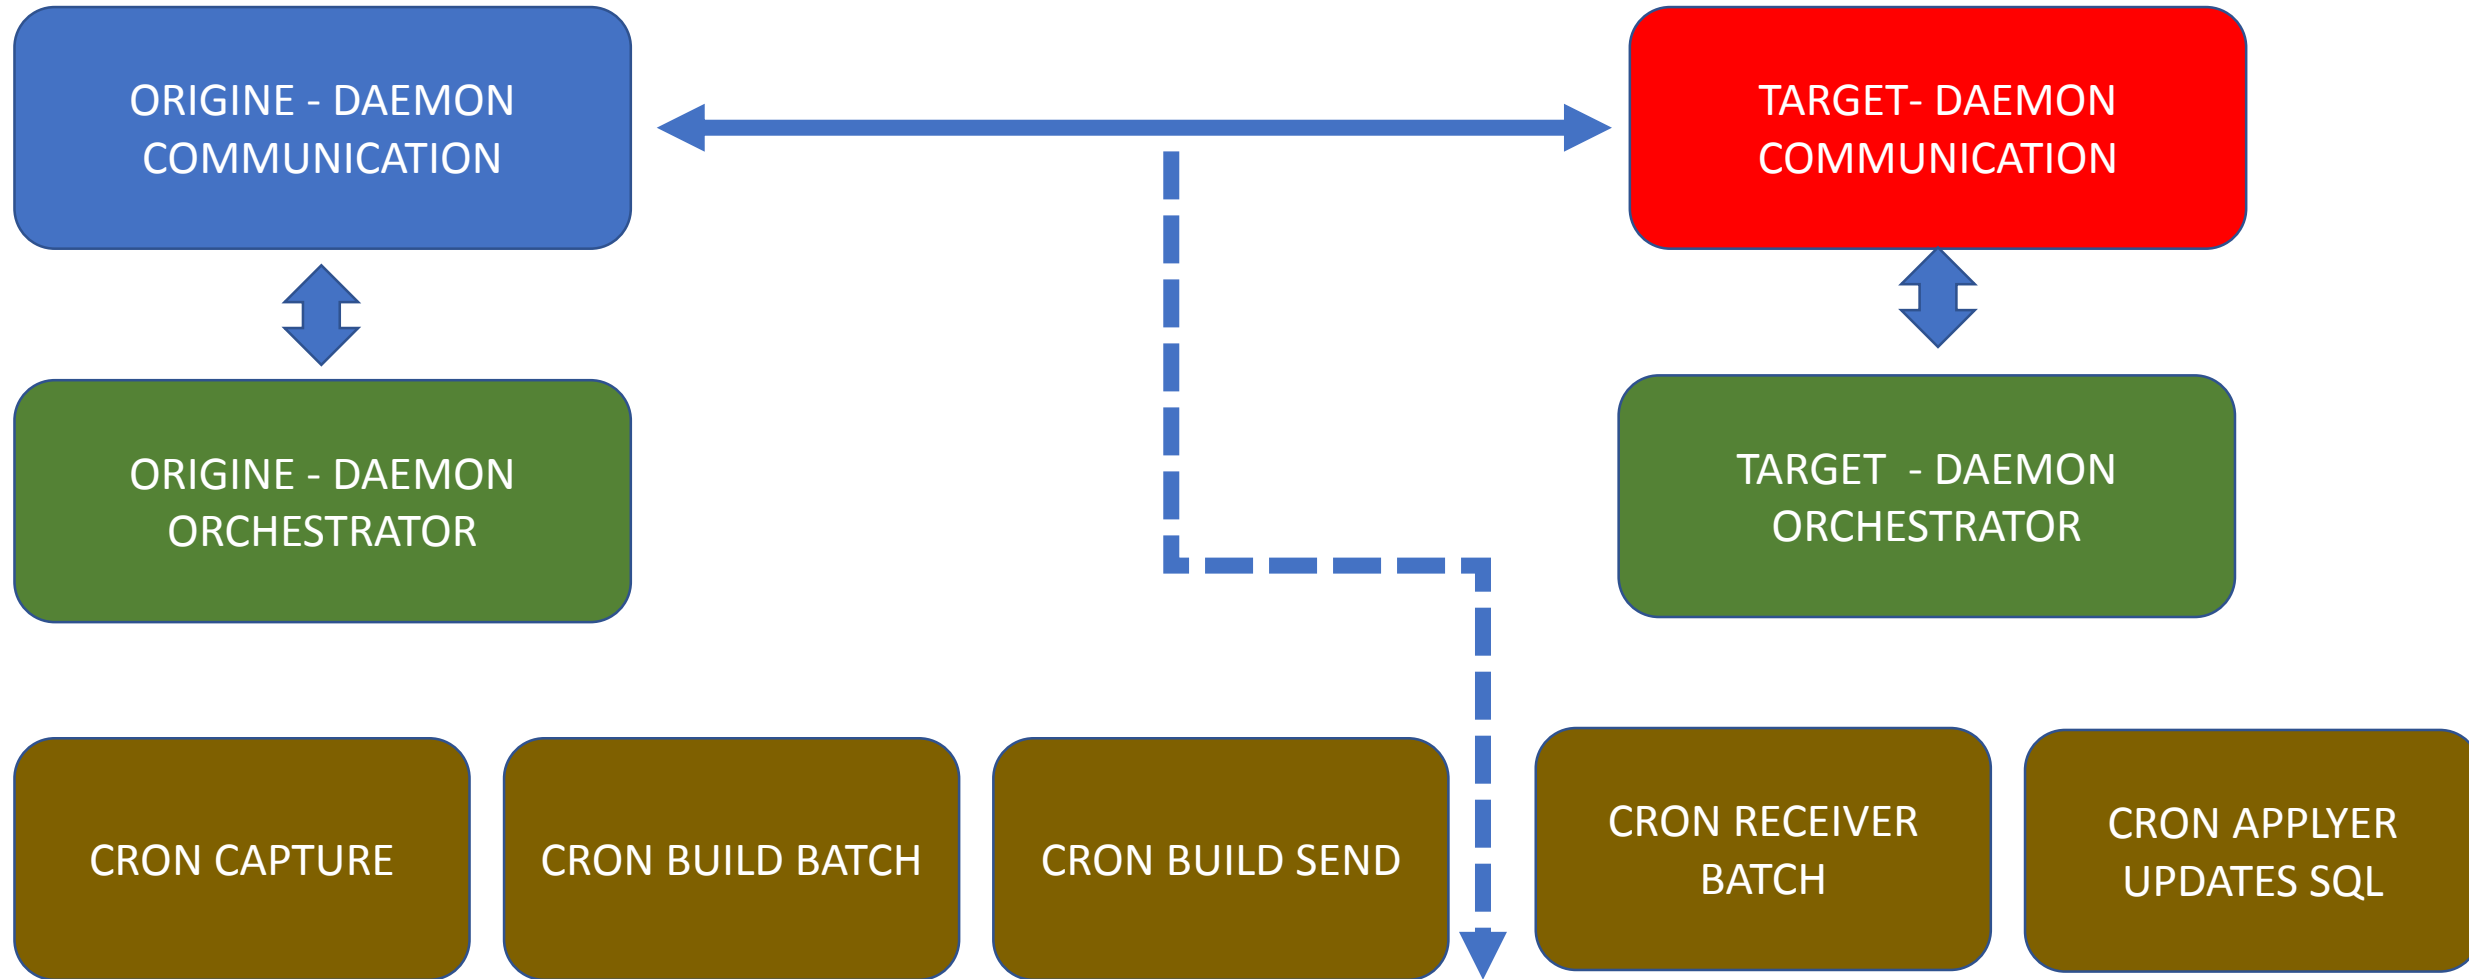 ORIGINE - DAEMON
COMMUNICATION
TARGET- DAEMON
COMMUNICATION
ORIGINE - DAEMON
ORCHESTRATOR
TARGET  - DAEMON
ORCHESTRATOR
CRON CAPTURE
CRON BUILD BATCH
CRON BUILD SEND
CRON RECEIVER
BATCH
CRON APPLYER
UPDATES SQL